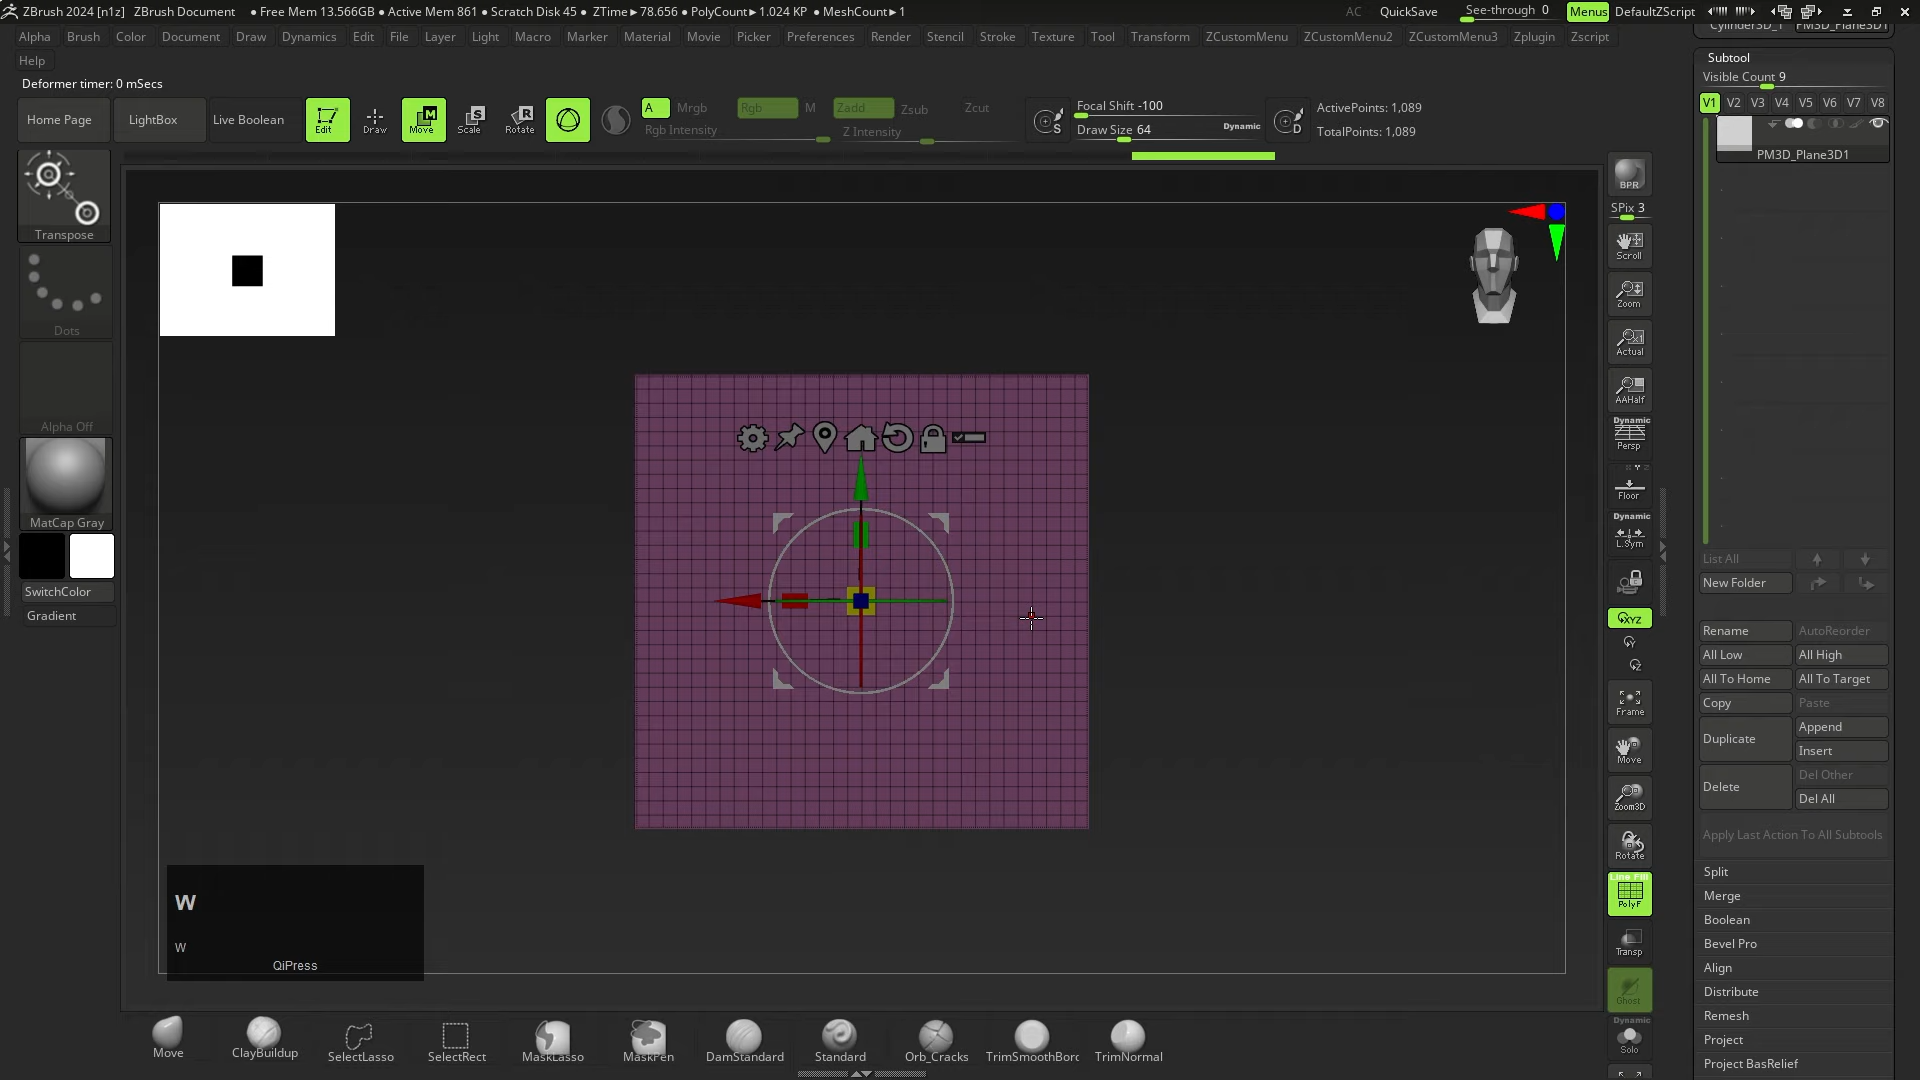 ZBrush 2024 [n1z] ZBrush Document • Free Mem 13.566GB • Active Mem 861 • Scratch Disk 45 • ZTime►78.656 • PolyCount►1.024 KP • MeshCount►1 AC QuickSave See-through 0 Menus DefaultZScript
Alpha Brush Color Document Draw Dynamics Edit File Layer Light Macro Marker Material Movie Picker Preferences Render Stencil Stroke Texture Tool Transform ZCustomMenu ZCustomMenu2 ZCustomMenu3 Zplugin Zscript
Help
Deformer timer: 0 mSecs
Home Page LightBox Live Boolean Edit Draw Move Scale Rotate
A Mrgb Rgb M Zadd Zsub Zcut
Rgb Intensity Z Intensity
S Focal Shift -100 D ActivePoints: 1,089
Draw Size 64 Dynamic TotalPoints: 1,089
Transpose
Dots
Alpha Off
MatCap Gray
SwitchColor
Gradient
W
W
QiPress
BPR
SPix 3
Scroll
Zoom
Actual
AAHalf
Dynamic
Persp
Floor
Dynamic
L.Sym
XYZ
Y
Z
Frame
Move
Zoom3D
Rotate
Line Fill
PolyF
Transp
Ghost
Dynamic
Solo
Cylinder3D_1 PM3D_Plane3D1
Subtool
Visible Count 9
V1 V2 V3 V4 V5 V6 V7 V8
PM3D_Plane3D1
List All
New Folder
Rename AutoReorder
All Low All High
All To Home All To Target
Copy Paste
Duplicate Append
Insert
Delete Del Other
Del All
Apply Last Action To All Subtools
Split
Merge
Boolean
Bevel Pro
Align
Distribute
Remesh
Project
Project BasRelief
Move ClayBuildup SelectLasso SelectRect MaskLasso MaskPen DamStandard Standard Orb_Cracks TrimSmoothBorc TrimNormal